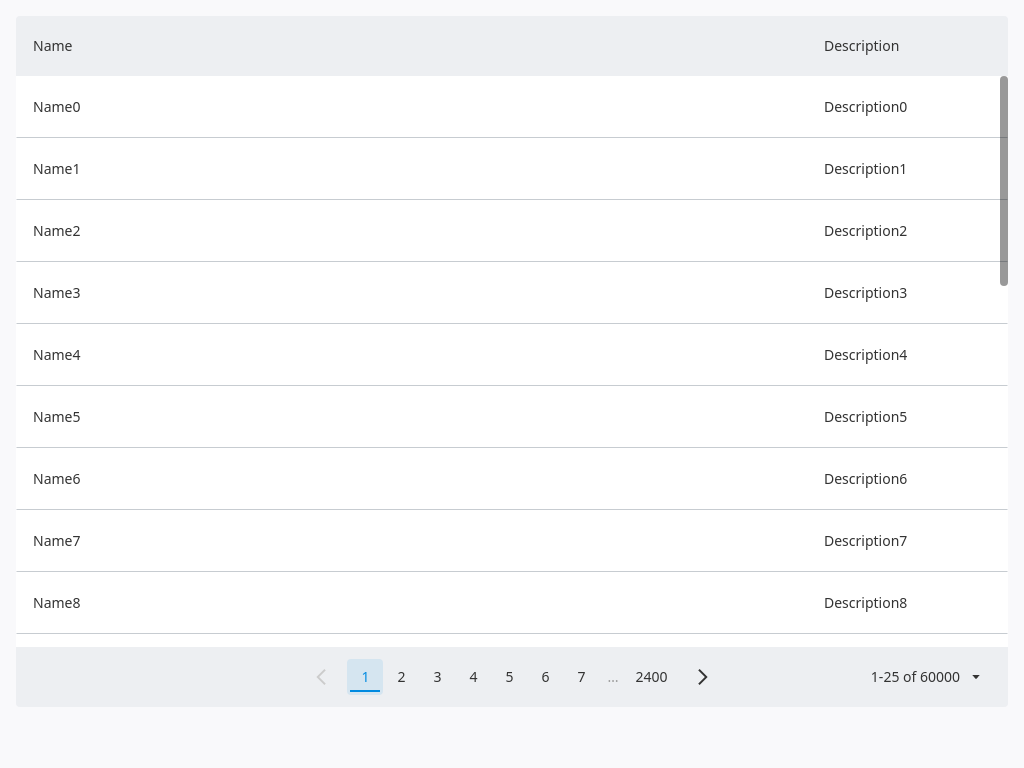 Name Description
Name0 Description0
Name1 Description1
Name2 Description2
Name3 Description3
Name4 Description4
Name5 Description5
Name6 Description6
Name7 Description7
Name8 Description8
1 2 3 4 5 6 7 ... 2400 1-25 of 60000